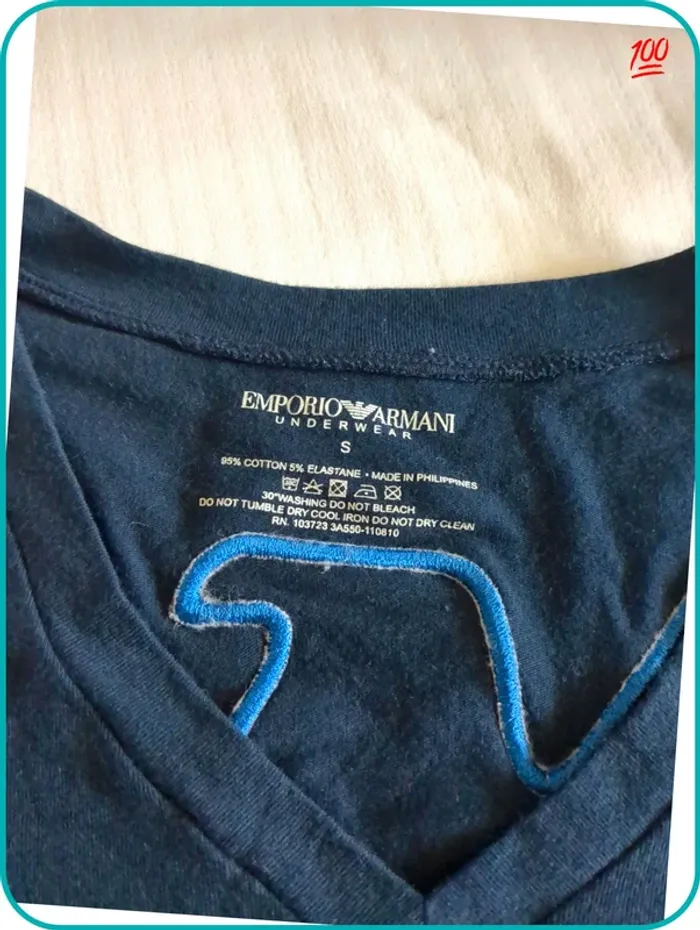 100
EMPORIO ARMANI
UNDERWEAR
S
95% COTTON 5% ELASTANE • MADE IN PHILIPPINES
30°WASHING DO NOT BLEACH
DO NOT TUMBLE DRY COOL IRON DO NOT DRY CLEAN
RN. 103723 3A550-110810